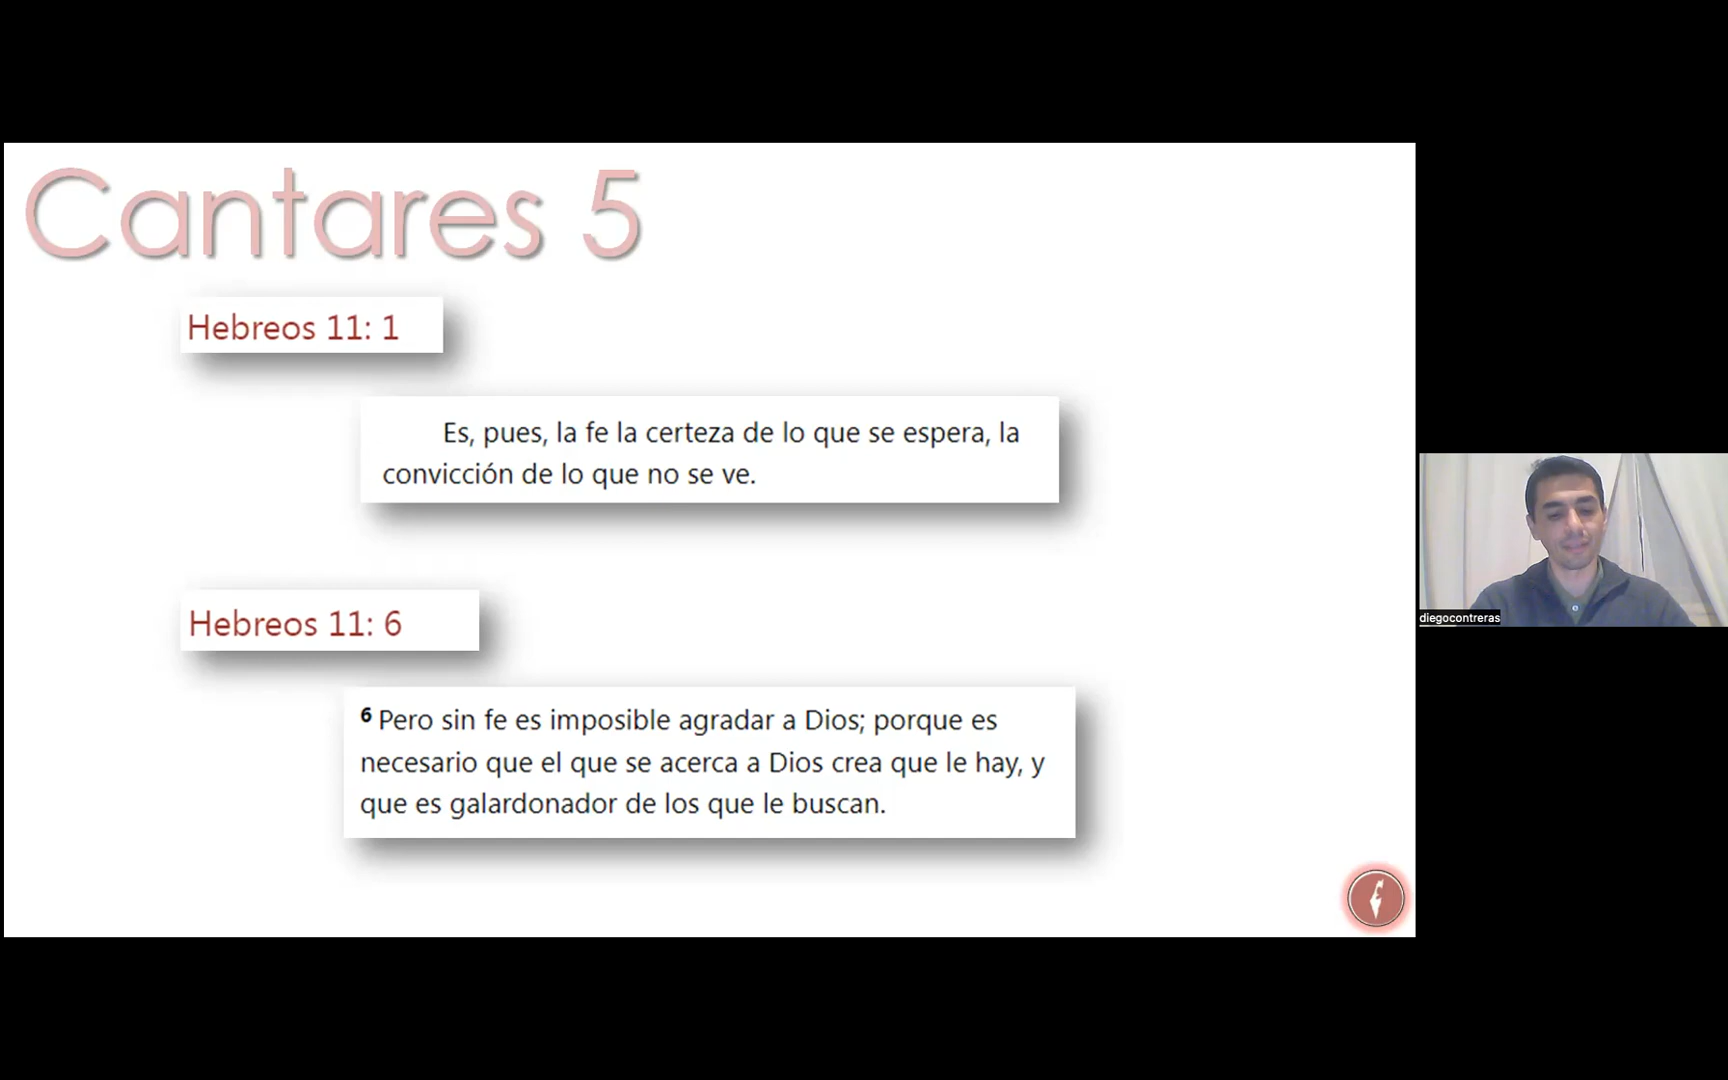 Cantares 5
Hebreos 11: 1
Es, pues, la fe la certeza de lo que se espera, la
convicción de lo que no se ve.
Hebreos 11: 6
6 Pero sin fe es imposible agradar a Dios; porque es
necesario que el que se acerca a Dios crea que le hay, y
que es galardonador de los que le buscan.
diegocontreras